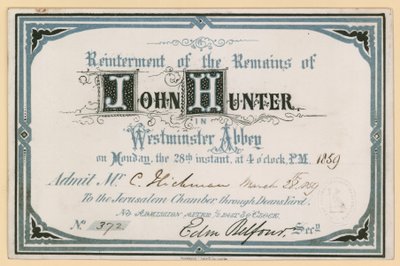 Reinterment of the Remains of
JOHN HUNTER.
IN
Westminster Abbey
on Monday, the 28th instant, at 4 o'clock, P.M. 1859
Admit Mr. C. Hickman March 28. 1859
To the Jerusalem Chamber through Deans Yard.
NO ADMISSION AFTER ½ PAST 3 O'CLOCK.
No. 372 Edm Belfour, Secy